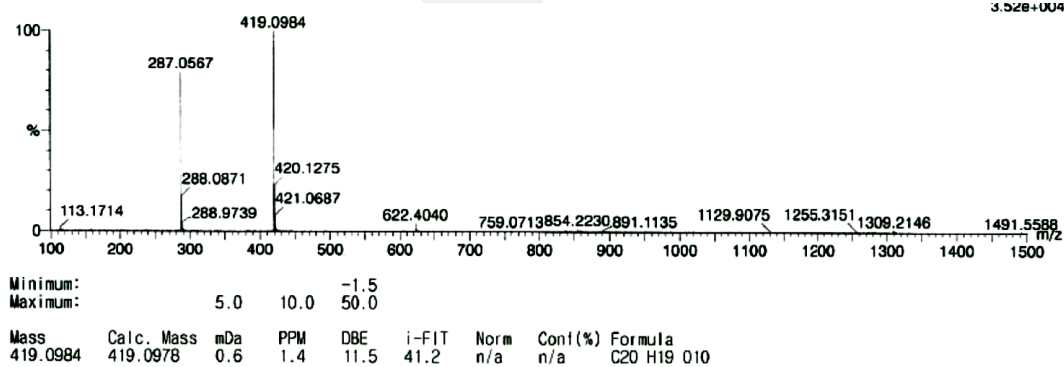 3.52e+004
100
%
0
419.0984
287.0567
288.0871
288.9739
420.1275
421.0687
113.1714
622.4040
759.0713
854.2230
891.1135
1129.9075
1255.3151
1309.2146
1491.5588
100 200 300 400 500 600 700 800 900 1000 1100 1200 1300 1400 1500
m/z
Minimum: -1.5
Maximum: 5.0 10.0 50.0
Mass Calc. Mass mDa PPM DBE i-FIT Norm Conf(%) Formula
419.0984 419.0978 0.6 1.4 11.5 41.2 n/a n/a C20 H19 O10